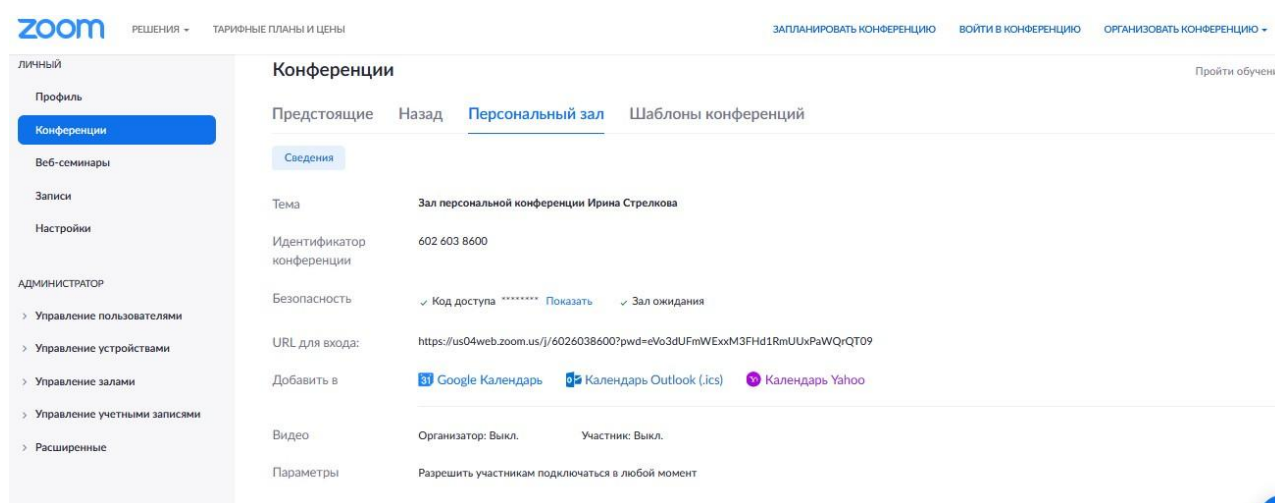 zoom РЕШЕНИЯ ТАРИФНЫЕ ПЛАНЫ И ЦЕНЫ ЗАПЛАНИРОВАТЬ КОНФЕРЕНЦИЮ ВОЙТИ В КОНФЕРЕНЦИЮ ОРГАНИЗОВАТЬ КОНФЕРЕНЦИЮ
ЛИЧНЫЙ
Профиль
Конференции
Веб-семинары
Записи
Настройки
АДМИНИСТРАТОР
Управление пользователями
Управление устройствами
Управление залами
Управление учетными записями
Расширенные
Конференции
Пройти обучени
Предстоящие Назад Персональный зал Шаблоны конференций
Сведения
Тема Зал персональной конференции Ирина Стрелкова
Идентификатор 602 603 8600
конференции
Безопасность Код доступа ******** Показать Зал ожидания
URL для входа: https://us04web.zoom.us/j/6026038600?pwd=eVo3dUFmWExxM3FHd1RmUUxPaWQrQT09
Добавить в 31 Google Календарь Календарь Outlook (.ics) Календарь Yahoo
Видео Организатор: Выкл. Участник: Выкл.
Параметры Разрешить участникам подключаться в любой момент